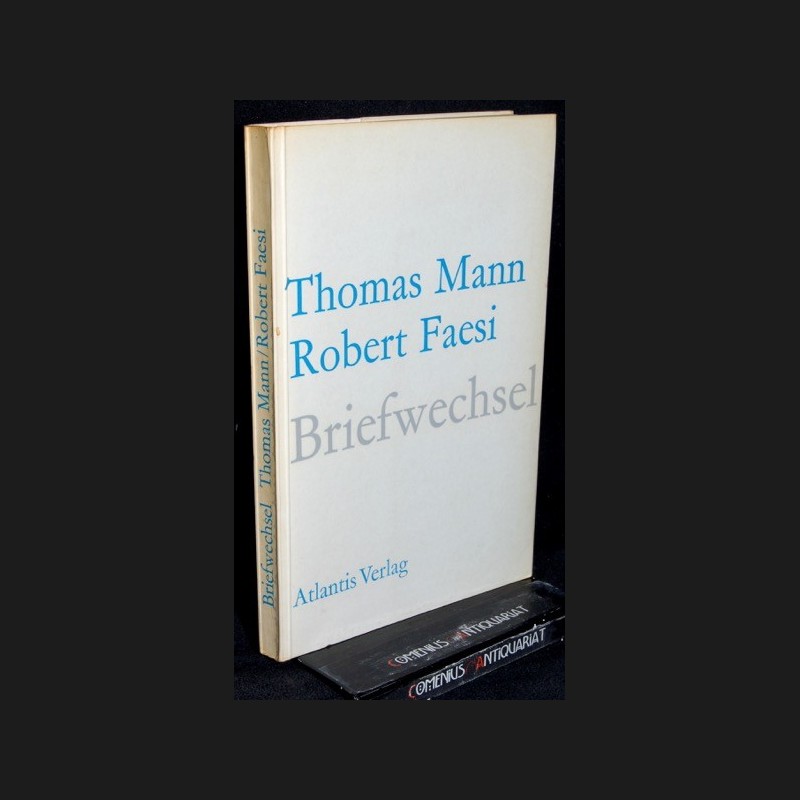 Thomas Mann
Robert Faesi
Briefwechsel
Atlantis Verlag
Briefwechsel Thomas Mann/Robert Faesi
COMENIUS ANTIQUARIAT
COMENIUS ANTIQUARIAT